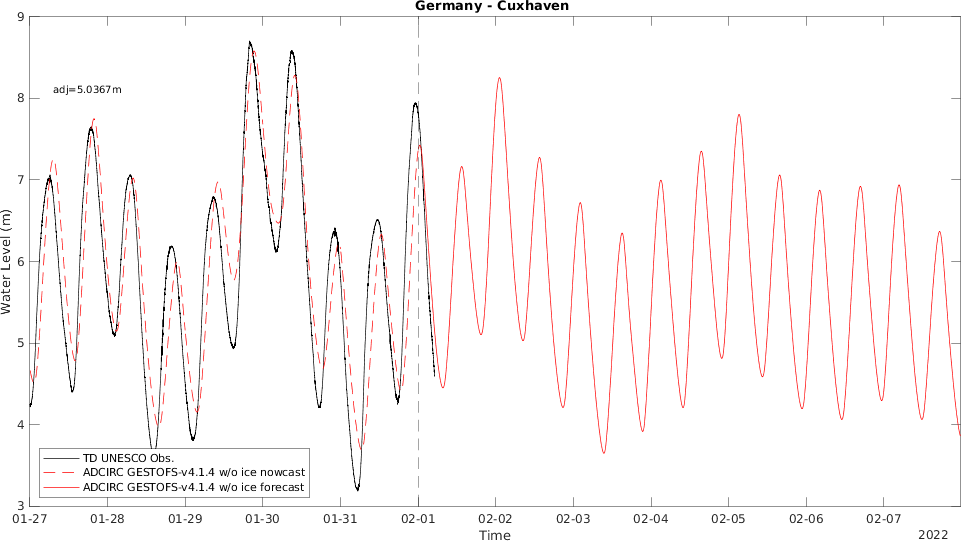 Germany - Cuxhaven
9
8
7
6
5
4
3
Water Level (m)
adj=5.0367m
TD UNESCO Obs.
ADCIRC GESTOFS-v4.1.4 w/o ice nowcast
ADCIRC GESTOFS-v4.1.4 w/o ice forecast
01-27 01-28 01-29 01-30 01-31 02-01 02-02 02-03 02-04 02-05 02-06 02-07
Time
2022